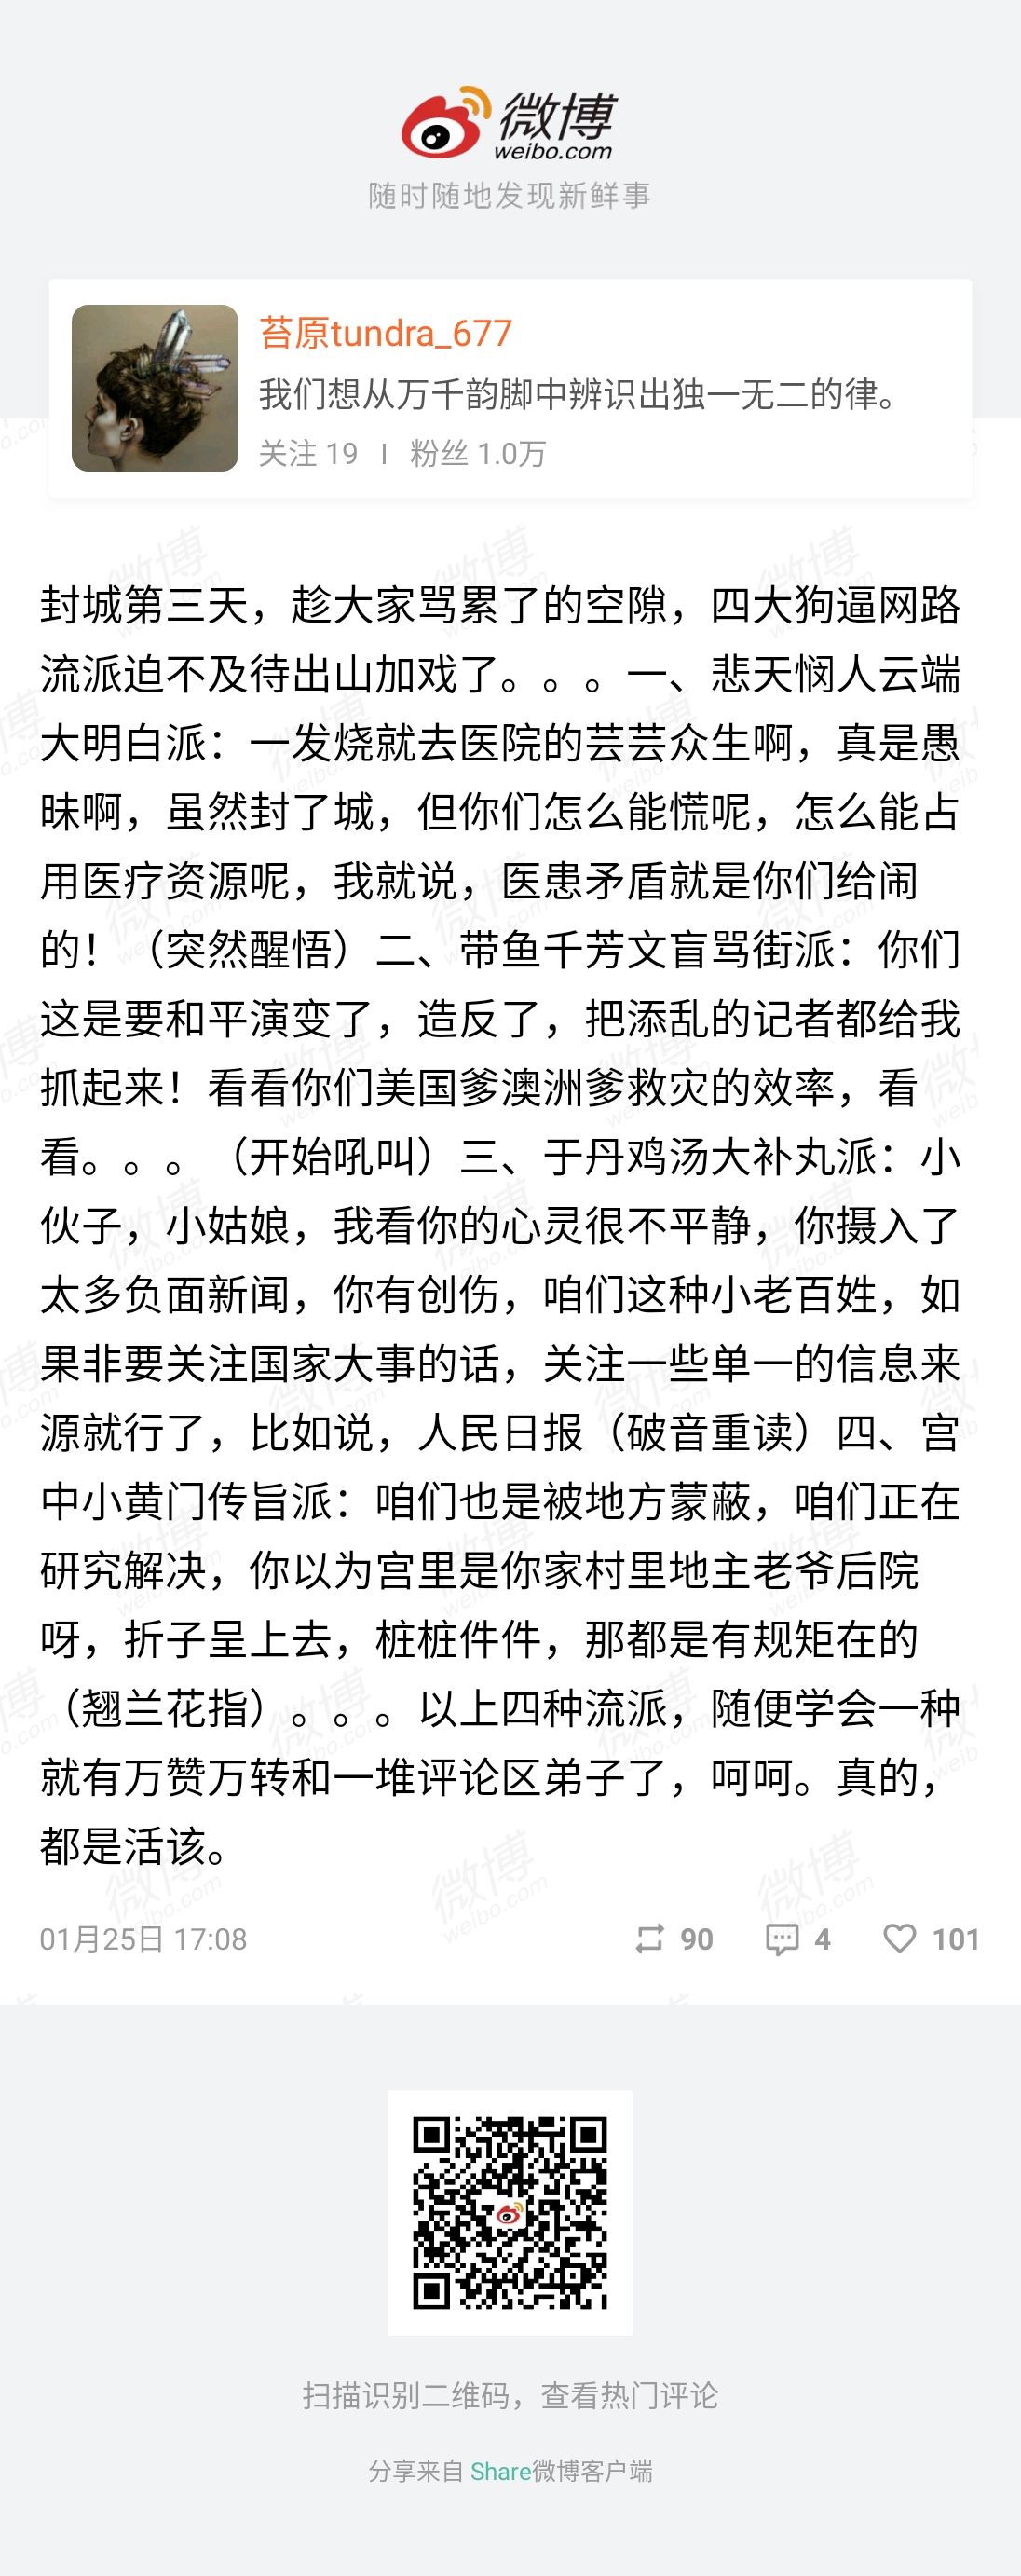 微博
weibo.com
随时随地发现新鲜事
苔原tundra_677
我们想从万千韵脚中辨识出独一无二的律。
关注 19 | 粉丝 1.0万
封城第三天，趁大家骂累了的空隙，四大狗逼网路
流派迫不及待出山加戏了。。。一、悲天悯人云端
大明白派：一发烧就去医院的芸芸众生啊，真是愚
昧啊，虽然封了城，但你们怎么能慌呢，怎么能占
用医疗资源呢，我就说，医患矛盾就是你们给闹
的！（突然醒悟）二、带鱼千芳文盲骂街派：你们
这是要和平演变了，造反了，把添乱的记者都给我
抓起来！看看你们美国爹澳洲爹救灾的效率，看
看。。。（开始吼叫）三、于丹鸡汤大补丸派：小
伙子，小姑娘，我看你的心灵很不平静，你摄入了
太多负面新闻，你有创伤，咱们这种小老百姓，如
果非要关注国家大事的话，关注一些单一的信息来
源就行了，比如说，人民日报（破音重读）四、宫
中小黄门传旨派：咱们也是被地方蒙蔽，咱们正在
研究解决，你以为宫里是你家村里地主老爷后院
呀，折子呈上去，桩桩件件，那都是有规矩在的
（翘兰花指）。。。以上四种流派，随便学会一种
就有万赞万转和一堆评论区弟子了，呵呵。真的，
都是活该。
01月25日 17:08 90 4 101
扫描识别二维码，查看热门评论
分享来自 Share微博客户端